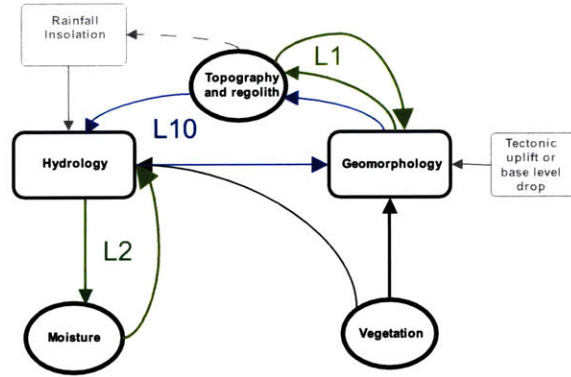 Rainfall
Insolation
Topography
and regolith
L1
L10
Hydrology
Geomorphology
Tectonic
uplift or
base level
drop
L2
Moisture
Vegetation